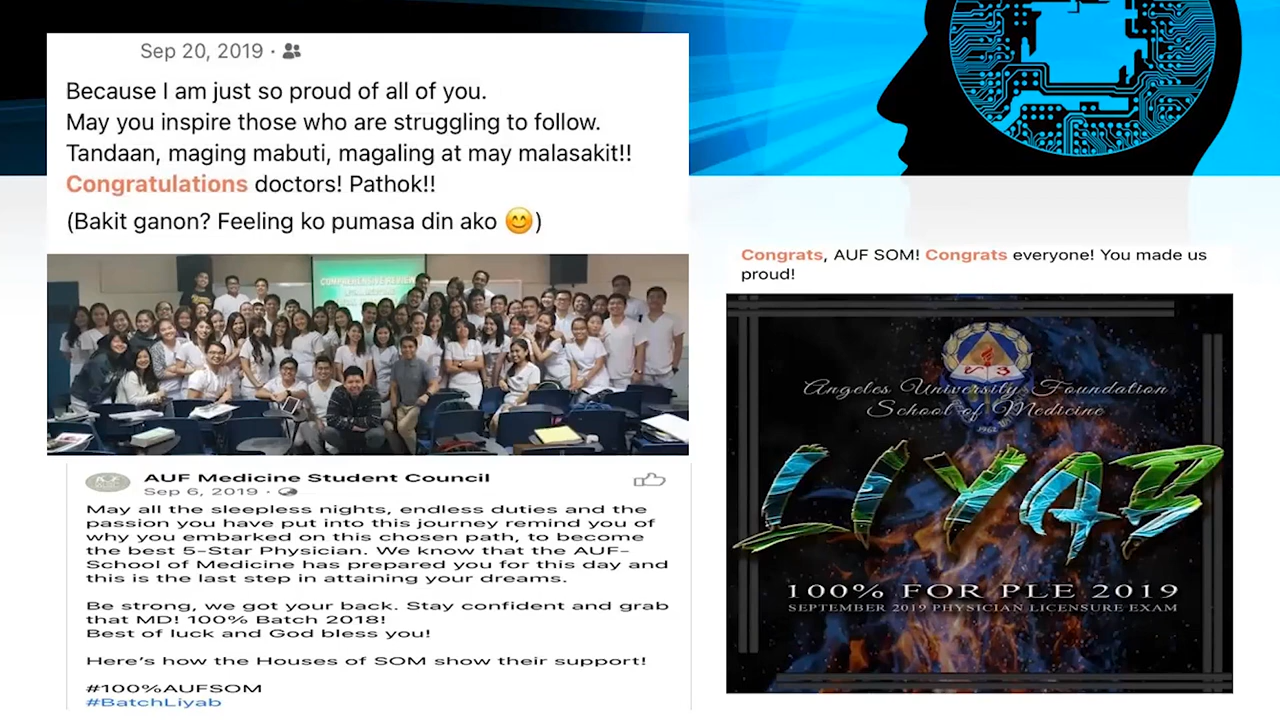 Sep 20, 2019 ·
Because I am just so proud of all of you.
May you inspire those who are struggling to follow.
Tandaan, maging mabuti, magaling at may malasakit!!
Congratulations doctors! Pathok!!
(Bakit ganon? Feeling ko pumasa din ako 😊)
COMPREHENSIVE REVIEW
AUF Medicine Student Council
Sep 6, 2019 ·
May all the sleepless nights, endless duties and the
passion you have put into this journey remind you of
why you embarked on this chosen path, to become
the best 5-Star Physician. We know that the AUF-
School of Medicine has prepared you for this day and
this is the last step in attaining your dreams.
Be strong, we got your back. Stay confident and grab
that MD! 100% Batch 2018!
Best of luck and God bless you!
Here's how the Houses of SOM show their support!
#100%AUFSOM
#BatchLiyab
Congrats, AUF SOM! Congrats everyone! You made us
proud!
Angeles University Foundation
School of Medicine
1962
LIYAB
100% FOR PLE 2019
SEPTEMBER 2019 PHYSICIAN LICENSURE EXAM